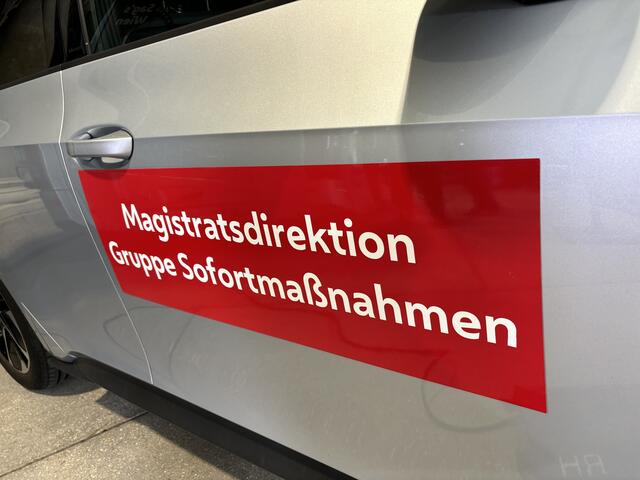 Magistratsdirektion
Gruppe Sofortmaßnahmen